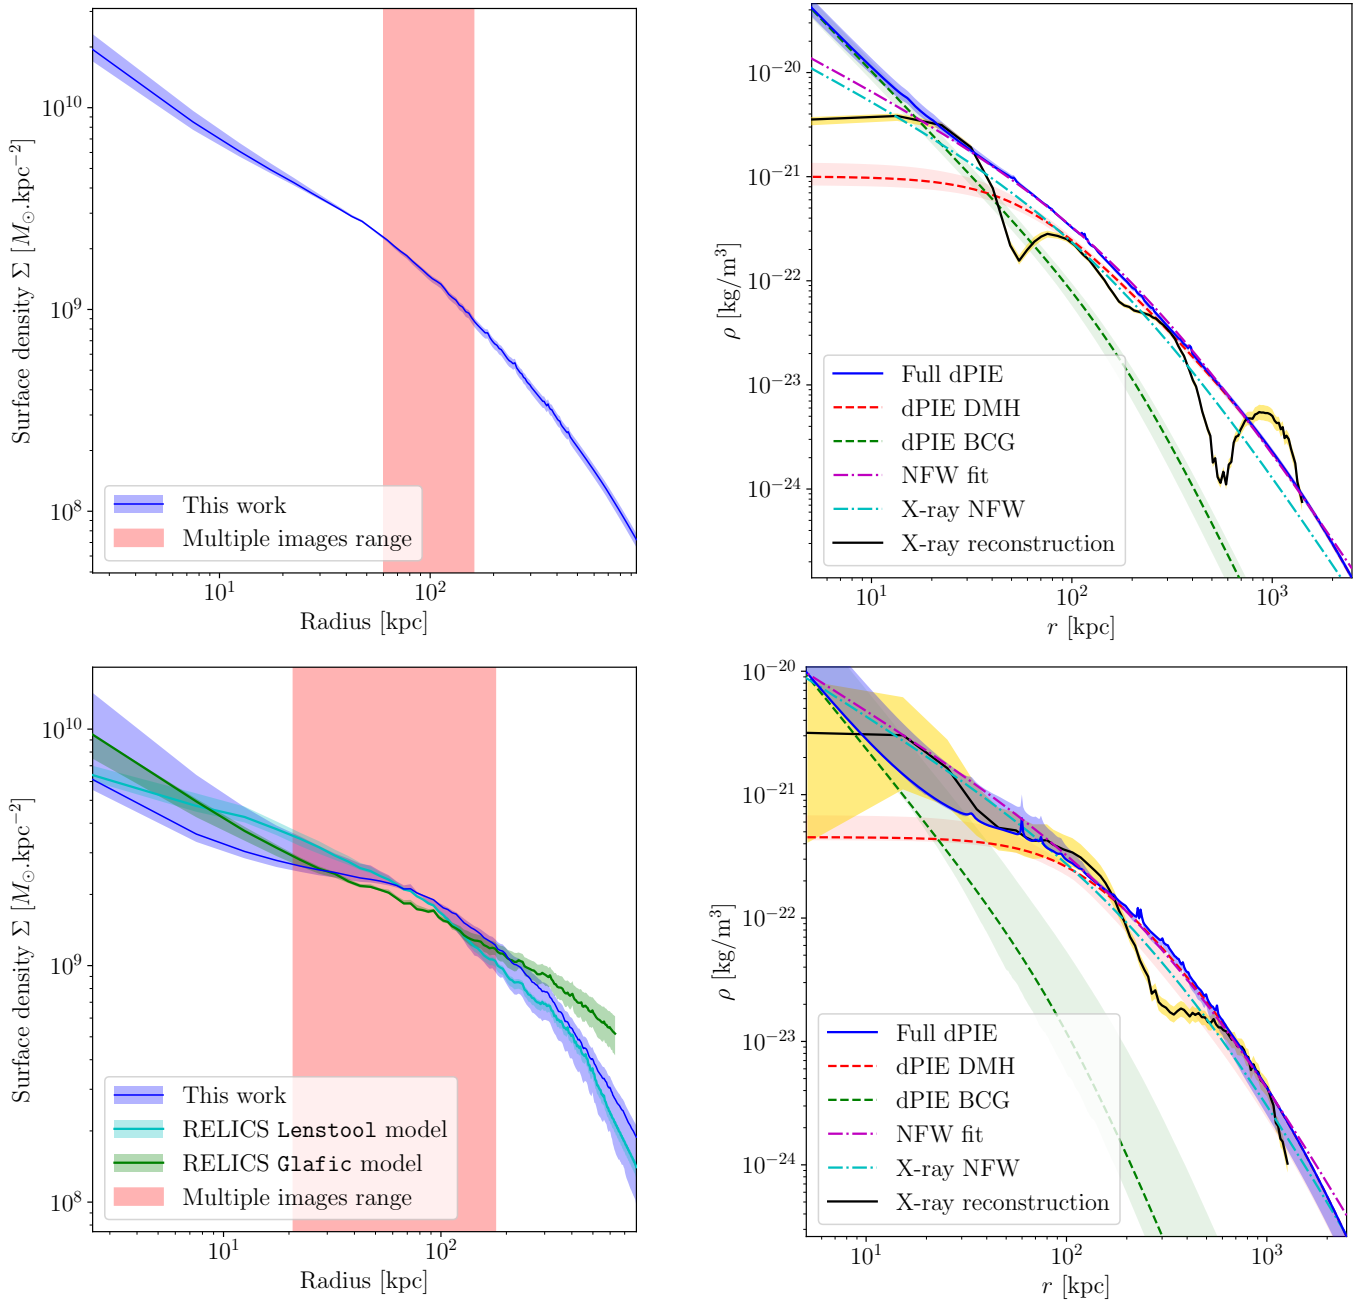 Surface density Σ [M⊙.kpc⁻²]
10¹⁰
10⁹
10⁸
This work
Multiple images range
10¹ 10²
Radius [kpc]
ρ [kg/m³]
10⁻²⁰
10⁻²¹
10⁻²²
10⁻²³
10⁻²⁴
Full dPIE
dPIE DMH
dPIE BCG
NFW fit
X-ray NFW
X-ray reconstruction
10¹ 10² 10³
r [kpc]
Surface density Σ [M⊙.kpc⁻²]
10¹⁰
10⁹
10⁸
This work
RELICS Lenstool model
RELICS Glafic model
Multiple images range
10¹ 10²
Radius [kpc]
ρ [kg/m³]
10⁻²⁰
10⁻²¹
10⁻²²
10⁻²³
10⁻²⁴
Full dPIE
dPIE DMH
dPIE BCG
NFW fit
X-ray NFW
X-ray reconstruction
10¹ 10² 10³
r [kpc]